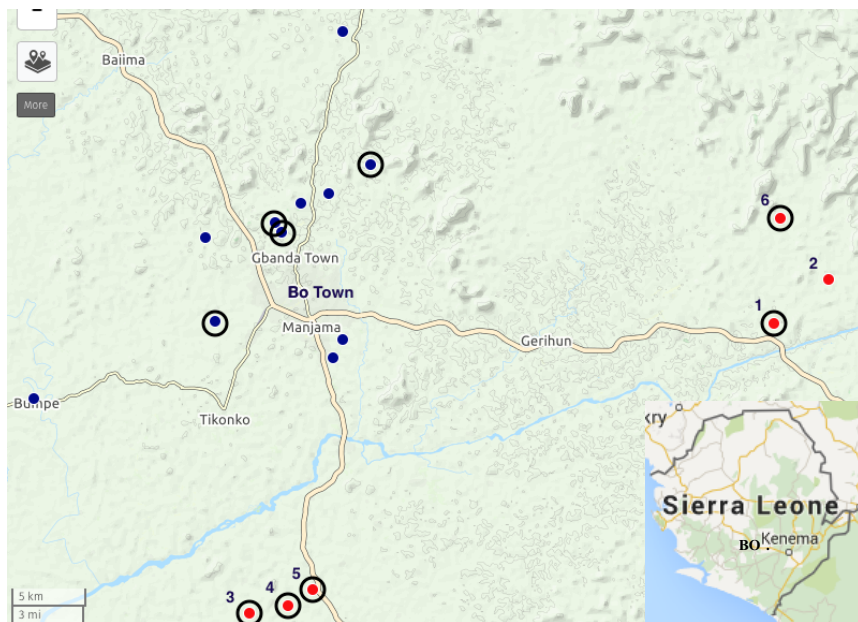 Baiima
More
6
Gbanda Town
2
Bo Town
1
Manjama
Gerihun
Bumpe
Tikonko
kry
Sierra Leone
BO .
Kenema
5
4
3
5 km
3 mi